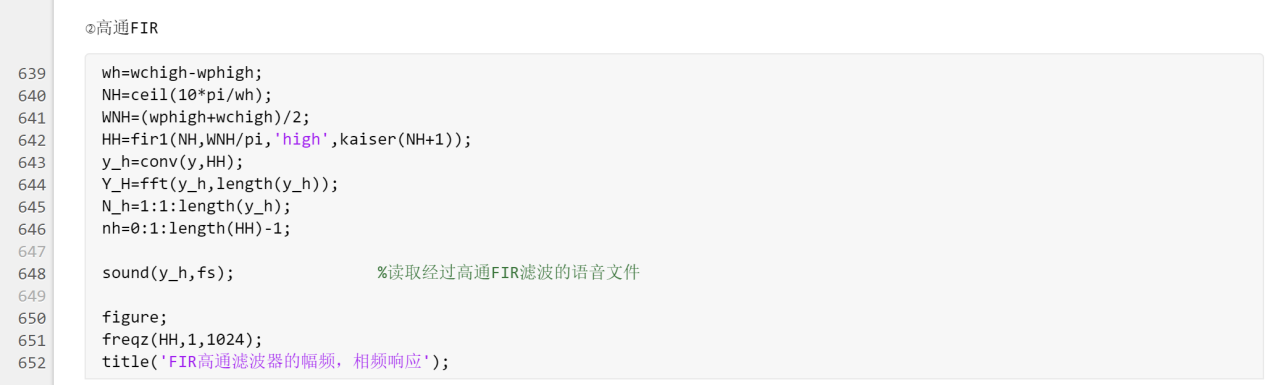 ②高通FIR
639 wh=wchigh-wphigh;
640 NH=ceil(10*pi/wh);
641 WNH=(wphigh+wchigh)/2;
642 HH=fir1(NH,WNH/pi,'high',kaiser(NH+1));
643 y_h=conv(y,HH);
644 Y_H=fft(y_h,length(y_h));
645 N_h=1:1:length(y_h);
646 nh=0:1:length(HH)-1;
647
648 sound(y_h,fs); %读取经过高通FIR滤波的语音文件
649
650 figure;
651 freqz(HH,1,1024);
652 title('FIR高通滤波器的幅频，相频响应');